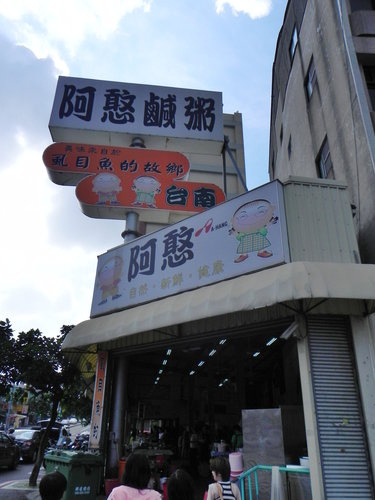 阿憨鹹粥
美味來自於
虱目魚的故鄉
台南
阿憨
A-HANG
自然·新鮮·健康